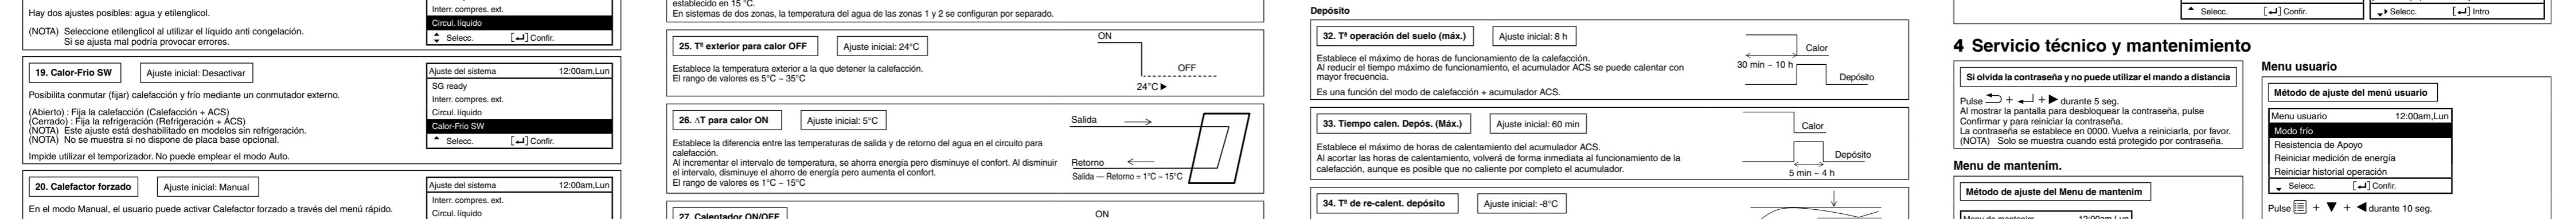 Hay dos ajustes posibles: agua y etilenglicol.
(NOTA) Seleccione etilenglicol al utilizar el líquido anti congelación.
Si se ajusta mal podría provocar errores.
Interr. compres. ext.
Circul. líquido
Selecc. [↵] Confir.
19. Calor-Frio SW
Ajuste inicial: Desactivar
Posibilita conmutar (fijar) calefacción y frío mediante un conmutador externo.
(Abierto) : Fija la calefacción (Calefacción + ACS)
(Cerrado) : Fija la refrigeración (Refrigeración + ACS)
(NOTA) Este ajuste está deshabilitado en modelos sin refrigeración.
(NOTA) No se muestra si no dispone de placa base opcional.
Impide utilizar el temporizador. No puede emplear el modo Auto.
Ajuste del sistema 12:00am,Lun
SG ready
Interr. compres. ext.
Circul. líquido
Calor-Frio SW
Selecc. [↵] Confir.
20. Calefactor forzado
Ajuste inicial: Manual
En el modo Manual, el usuario puede activar Calefactor forzado a través del menú rápido.
Ajuste del sistema 12:00am,Lun
Interr. compres. ext.
Circul. líquido
establecido en 15 °C.
En sistemas de dos zonas, la temperatura del agua de las zonas 1 y 2 se configuran por separado.
25. Tª exterior para calor OFF
Ajuste inicial: 24°C
Establece la temperatura exterior a la que detener la calefacción.
El rango de valores es 5°C ~ 35°C
ON
OFF
24°C ▶
26. ΔT para calor ON
Ajuste inicial: 5°C
Establece la diferencia entre las temperaturas de salida y de retorno del agua en el circuito para
calefacción.
Al incrementar el intervalo de temperatura, se ahorra energía pero disminuye el confort. Al disminuir
el intervalo, disminuye el ahorro de energía pero aumenta el confort.
El rango de valores es 1°C ~ 15°C
Salida
Retorno
Salida — Retorno = 1°C ~ 15°C
27. Calentador ON/OFF
ON
Depósito
32. Tª operación del suelo (máx.)
Ajuste inicial: 8 h
Establece el máximo de horas de funcionamiento de la calefacción.
Al reducir el tiempo máximo de funcionamiento, el acumulador ACS se puede calentar con
mayor frecuencia.
Es una función del modo de calefacción + acumulador ACS.
Calor
30 min ~ 10 h
Depósito
33. Tiempo calen. Depós. (Máx.)
Ajuste inicial: 60 min
Establece el máximo de horas de calentamiento del acumulador ACS.
Al acortar las horas de calentamiento, volverá de forma inmediata al funcionamiento de la
calefacción, aunque es posible que no caliente por completo el acumulador.
Calor
Depósito
5 min ~ 4 h
34. Tª de re-calent. depósito
Ajuste inicial: -8°C
Selecc. [↵] Confir.
Selecc. [↵] Intro
4 Servicio técnico y mantenimiento
Si olvida la contraseña y no puede utilizar el mando a distancia
Pulse ⮌ + ↵ + ▶ durante 5 seg.
Al mostrar la pantalla para desbloquear la contraseña, pulse
Confirmar y para reiniciar la contraseña.
La contraseña se establece en 0000. Vuelva a reiniciarla, por favor.
(NOTA) Solo se muestra cuando está protegido por contraseña.
Menu de mantenim.
Método de ajuste del Menu de mantenim
Menu de mantenim 12:00am,Lun
Menu usuario
Método de ajuste del menú usuario
Menu usuario 12:00am,Lun
Modo frío
Resistencia de Apoyo
Reiniciar medición de energía
Reiniciar historial operación
Selecc. [↵] Confir.
Pulse ▤ + ▼ + ◀ durante 10 seg.